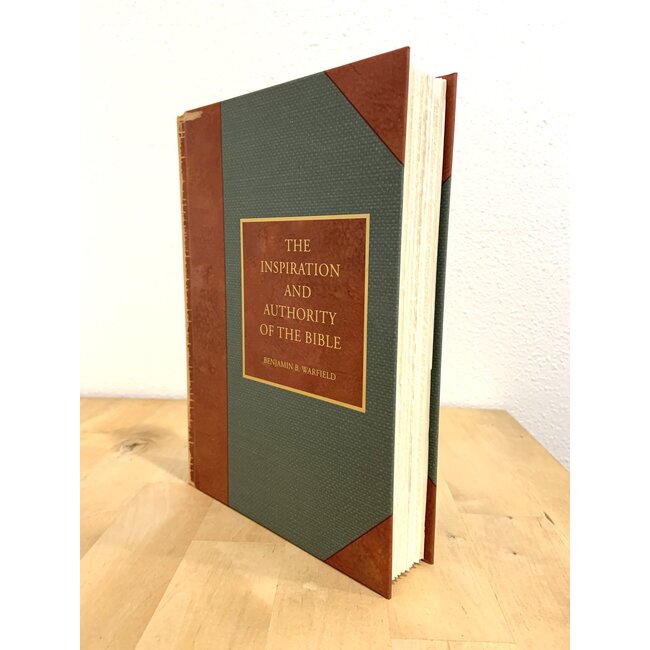 THE
INSPIRATION
AND
AUTHORITY
OF THE BIBLE
BENJAMIN B. WARFIELD